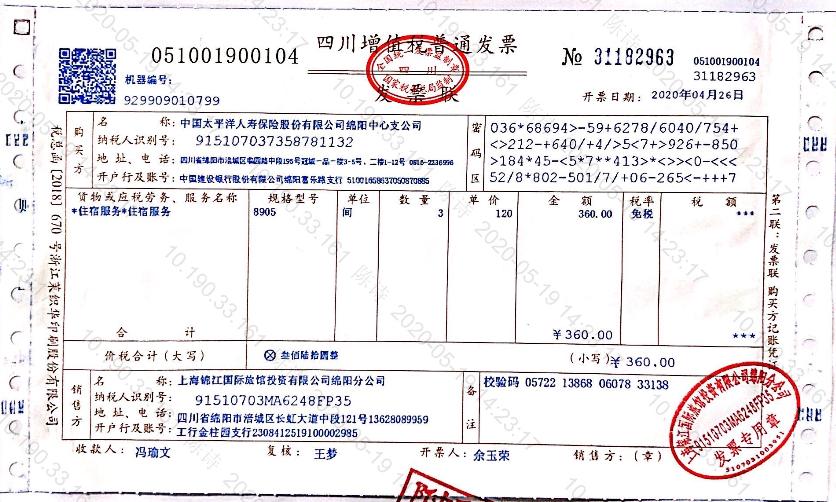 051001900104
四川增值税普通发票
发票联
№ 31182963
051001900104
31182963
机器编号:
929909010799
开票日期: 2020年04月26日
购买方
名称: 中国太平洋人寿保险股份有限公司绵阳中心支公司
纳税人识别号: 915107037358781132
地址、电话: 四川省绵阳市涪城区临园路中段196号冠城一品一楼3-5号、二楼1-12号 0816-2236996
开户行及账号: 中国建设银行股份有限公司绵阳富乐路支行 51001658637050870885
密码区
036*68694>-59+6278/6040/754+
<>212-+640/+4/>5<7+>926+-850
>184*45-<5*7**413>*<>><0-<<<
52/8*802-501/7/+06-265<-+++7
货物或应税劳务、服务名称 规格型号 单位 数量 单价 金额 税率 税额
*住宿服务*住宿服务 8905 间 3 120 360.00 免税 ***
合计 ￥360.00 ***
价税合计(大写) ⊗ 叁佰陆拾圆整 (小写) ￥360.00
销售方
名称: 上海锦江国际旅馆投资有限公司绵阳分公司
纳税人识别号: 91510703MA6248FP35
地址、电话: 四川省绵阳市涪城区长虹大道中段121号13628089959
开户行及账号: 工行金柱园支行2308412519100002985
备注
校验码 05722 13868 06078 33138
收款人: 冯瑜文 复核: 王梦 开票人: 余玉荣 销售方:(章)
税总函[2018]670号浙江莱织华印刷股份有限公司
第二联:发票联 购买方记账凭证
全国统一发票监制章
四川
国家税务总局监制
上海锦江国际旅馆投资有限公司绵阳分公司
91510703MA6248FP35
发票专用章
10.190.33.161 陈诗 2020-05-19 14:23:17